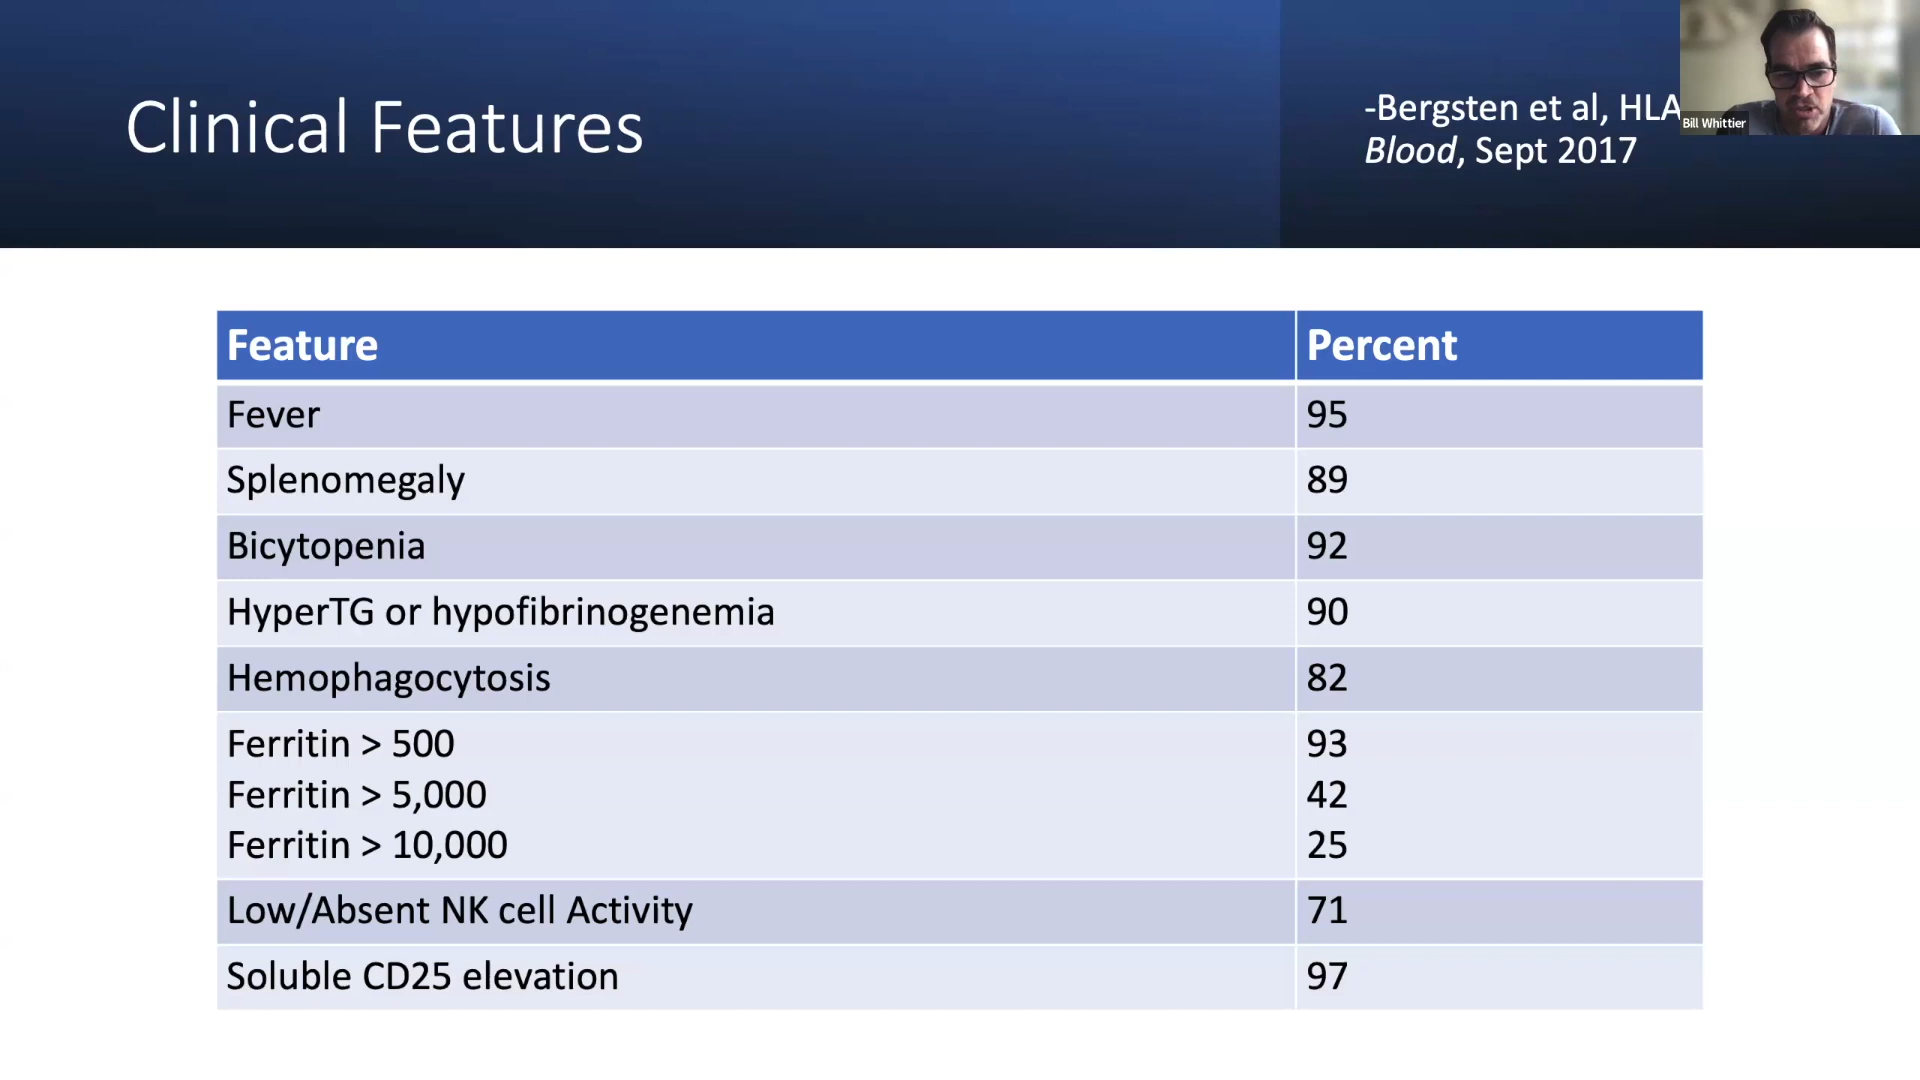 Clinical Features
-Bergsten et al, HLA
Blood, Sept 2017
Bill Whittier
Feature Percent
Fever 95
Splenomegaly 89
Bicytopenia 92
HyperTG or hypofibrinogenemia 90
Hemophagocytosis 82
Ferritin > 500 93
Ferritin > 5,000 42
Ferritin > 10,000 25
Low/Absent NK cell Activity 71
Soluble CD25 elevation 97